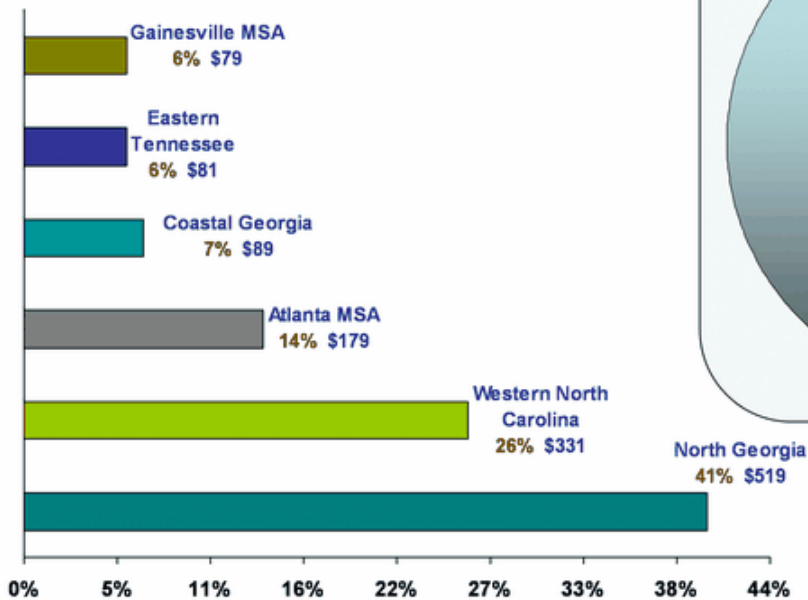 Gainesville MSA
6% $79
Eastern
Tennessee
6% $81
Coastal Georgia
7% $89
Atlanta MSA
14% $179
Western North
Carolina
26% $331
North Georgia
41% $519
0% 5% 11% 16% 22% 27% 33% 38% 44%